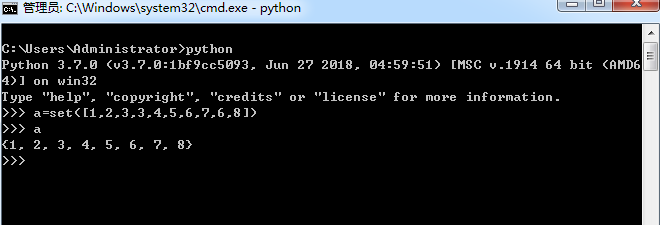 管理员: C:\Windows\system32\cmd.exe - python
C:\Users\Administrator>python
Python 3.7.0 (v3.7.0:1bf9cc5093, Jun 27 2018, 04:59:51) [MSC v.1914 64 bit (AMD6
4)] on win32
Type "help", "copyright", "credits" or "license" for more information.
>>> a=set([1,2,3,3,4,5,6,7,6,8])
>>> a
{1, 2, 3, 4, 5, 6, 7, 8}
>>>